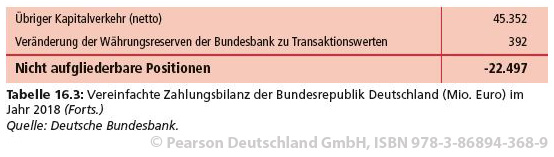 Übriger Kapitalverkehr (netto) 45.352
Veränderung der Währungsreserven der Bundesbank zu Transaktionswerten 392
Nicht aufgliederbare Positionen -22.497
Tabelle 16.3: Vereinfachte Zahlungsbilanz der Bundesrepublik Deutschland (Mio. Euro) im
Jahr 2018 (Forts.)
Quelle: Deutsche Bundesbank.
© Pearson Deutschland GmbH, ISBN 978-3-86894-368-9